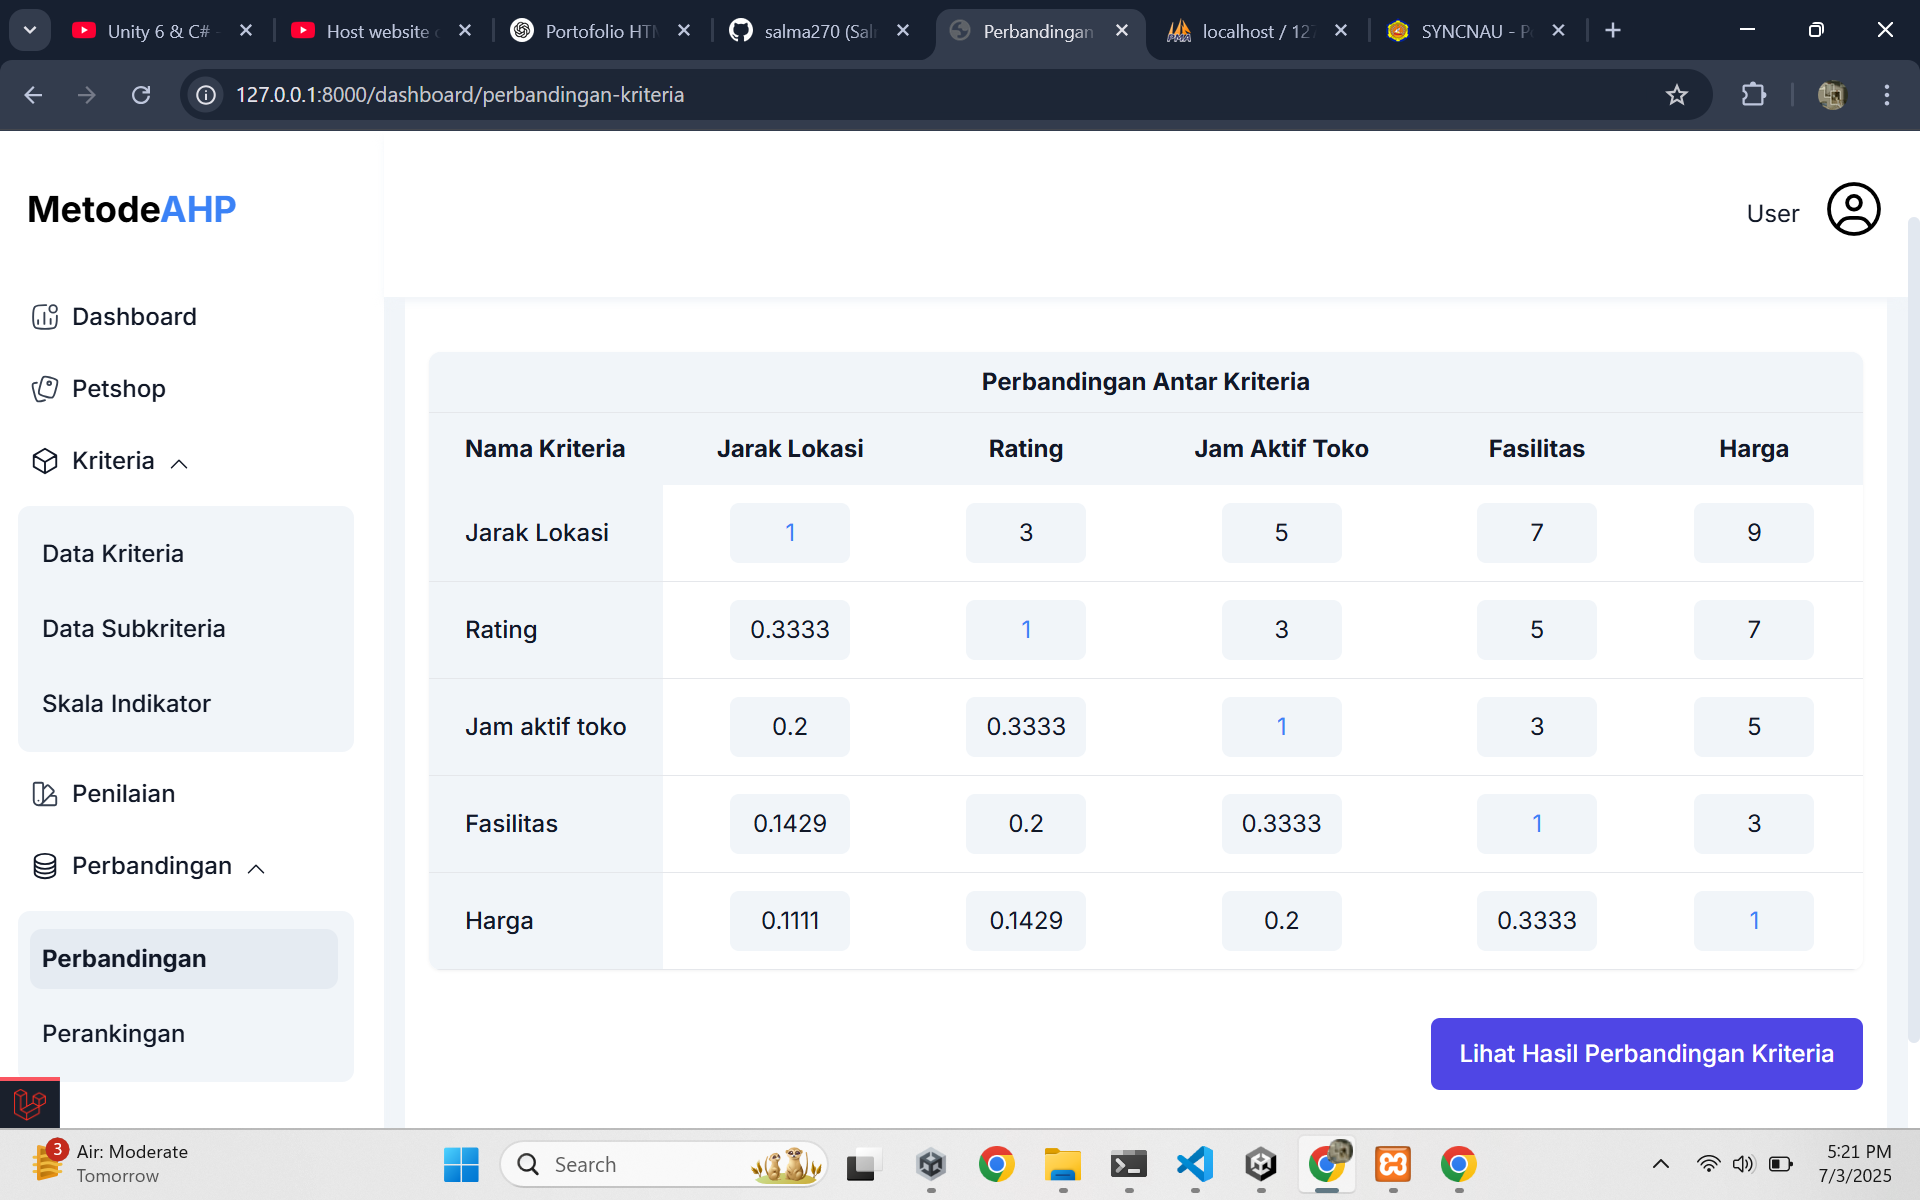 Unity 6 & C#
Host website
Portofolio HTM
salma270 (Sal
Perbandingan
localhost / 127
SYNCNAU - P
127.0.0.1:8000/dashboard/perbandingan-kriteria
MetodeAHP
User
Dashboard
Petshop
Kriteria
Data Kriteria
Data Subkriteria
Skala Indikator
Penilaian
Perbandingan
Perbandingan
Perankingan
Perbandingan Antar Kriteria
Nama Kriteria Jarak Lokasi Rating Jam Aktif Toko Fasilitas Harga
Jarak Lokasi 1 3 5 7 9
Rating 0.3333 1 3 5 7
Jam aktif toko 0.2 0.3333 1 3 5
Fasilitas 0.1429 0.2 0.3333 1 3
Harga 0.1111 0.1429 0.2 0.3333 1
Lihat Hasil Perbandingan Kriteria
3
Air: Moderate
Tomorrow
Search
5:21 PM
7/3/2025